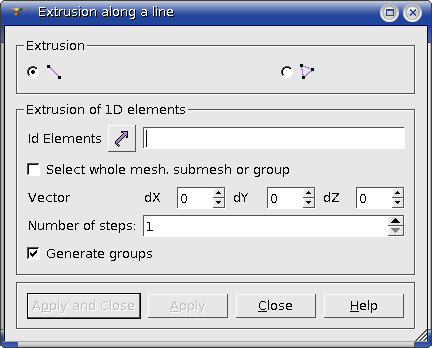 Extrusion along a line
Extrusion
Extrusion of 1D elements
Id Elements
Select whole mesh. submesh or group
Vector dX 0 dY 0 dZ 0
Number of steps: 1
Generate groups
Apply and Close Apply Close Help